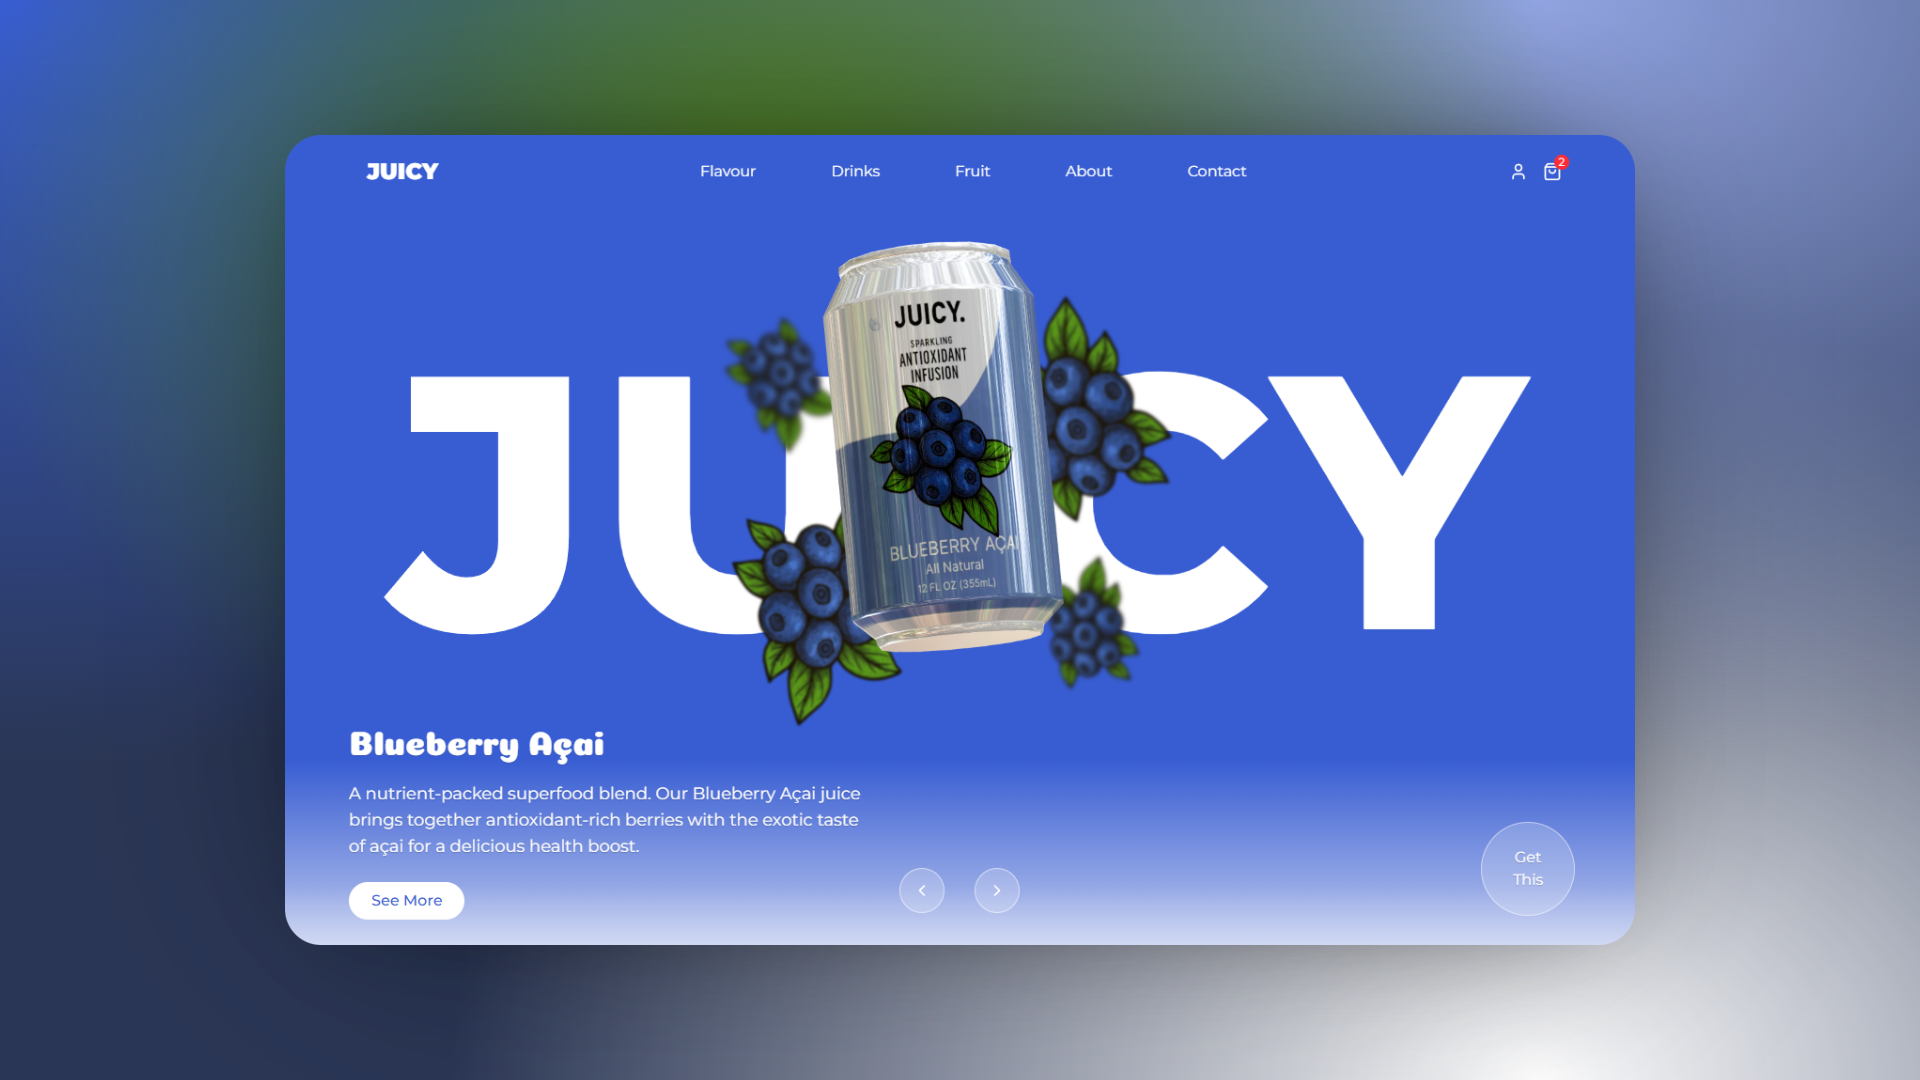 JUICY
Flavour
Drinks
Fruit
About
Contact
2
JUICY
JUICY.
SPARKLING
ANTIOXIDANT
INFUSION
BLUEBERRY AÇAI
All Natural
12 FL OZ (355mL)
Blueberry Açai
A nutrient-packed superfood blend. Our Blueberry Açai juice
brings together antioxidant-rich berries with the exotic taste
of açai for a delicious health boost.
See More
Get
This